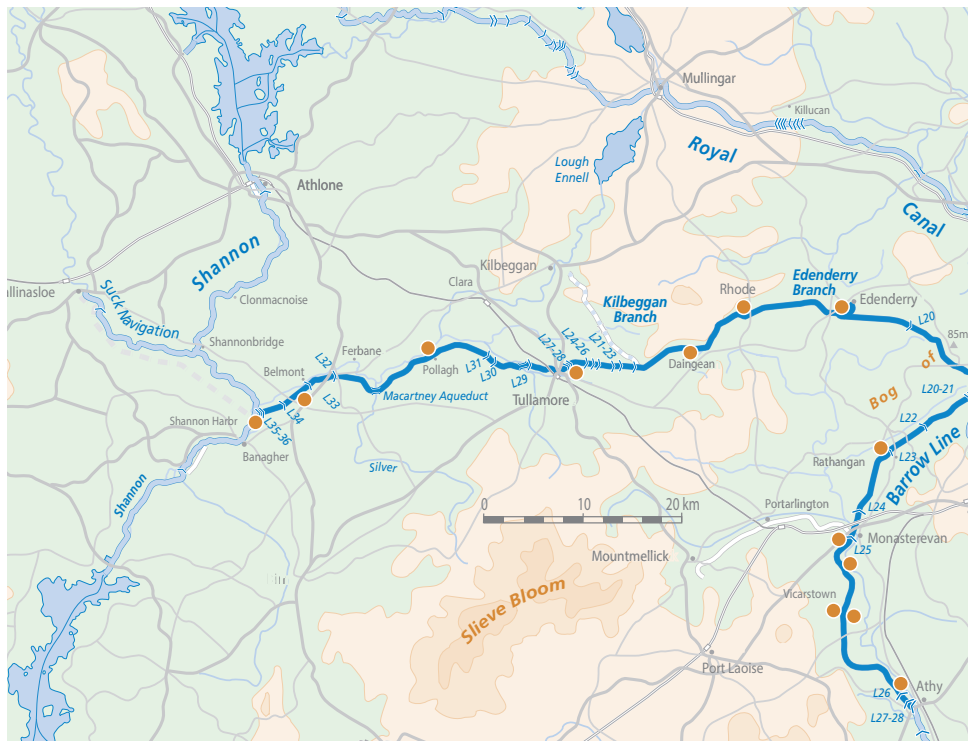 Mullingar
Killucan
Royal
Lough
Ennell
Athlone
Canal
Shannon
Kilbeggan
Clara
allinasloe
Suck Navigation
Clonmacnoise
Kilbeggan
Branch
Rhode
Edenderry
Branch
Edenderry
L20
85m
Shannonbridge
L27-28
L24-26
L21-23
L32
Ferbane
Belmont
Pollagh
L31
L30
L29
Daingean
Bog of
L20-21
Macartney Aqueduct
Tullamore
L33
L34
L35-36
Shannon Harbr
Banagher
L22
L23
Rathangan
Barrow Line
Silver
Shannon
0 10 20 km
Portarlington
L24
Monasterevan
L25
Mountmellick
Slieve Bloom
Vicarstown
Port Laoise
Athy
L26
L27-28